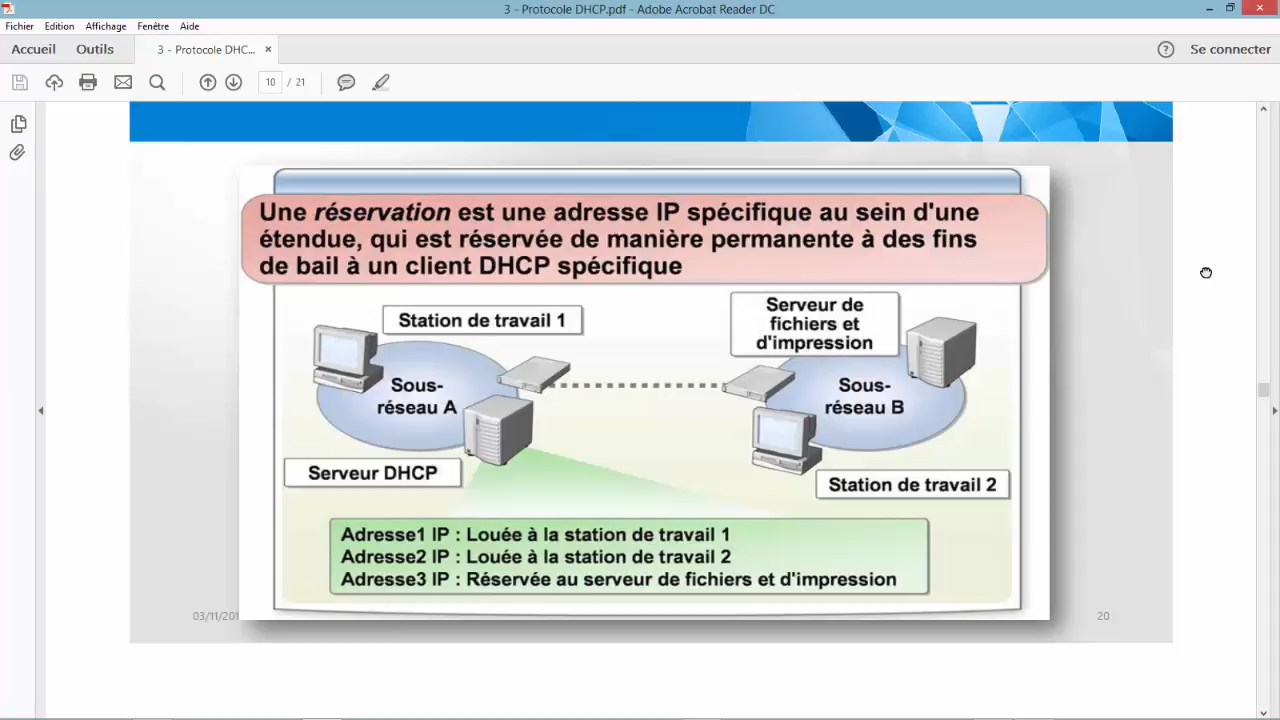 3 - Protocole DHCP.pdf - Adobe Acrobat Reader DC
Fichier Edition Affichage Fenêtre Aide
Accueil Outils 3 - Protocole DHC... × ? Se connecter
10 / 21
Une réservation est une adresse IP spécifique au sein d'une
étendue, qui est réservée de manière permanente à des fins
de bail à un client DHCP spécifique
Station de travail 1
Serveur de
fichiers et
d'impression
Sous-
réseau A
Sous-
réseau B
Serveur DHCP
Station de travail 2
Adresse1 IP : Louée à la station de travail 1
Adresse2 IP : Louée à la station de travail 2
Adresse3 IP : Réservée au serveur de fichiers et d'impression
03/11/201
20